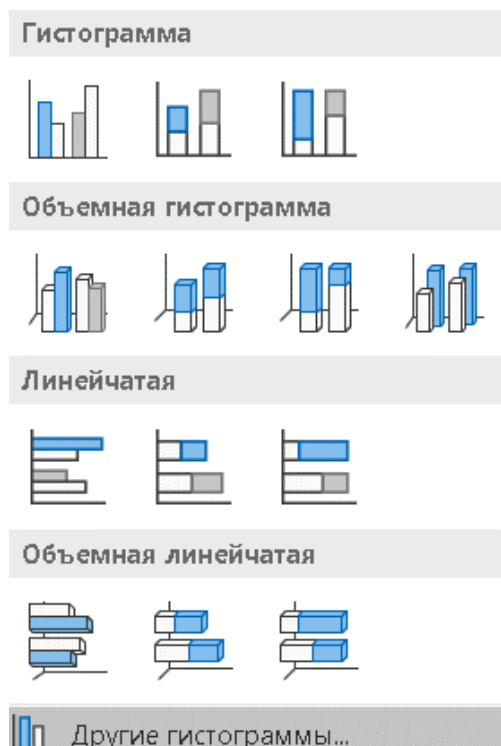 Гистограмма
Объемная гистограмма
Линейчатая
Объемная линейчатая
Другие гистограммы...